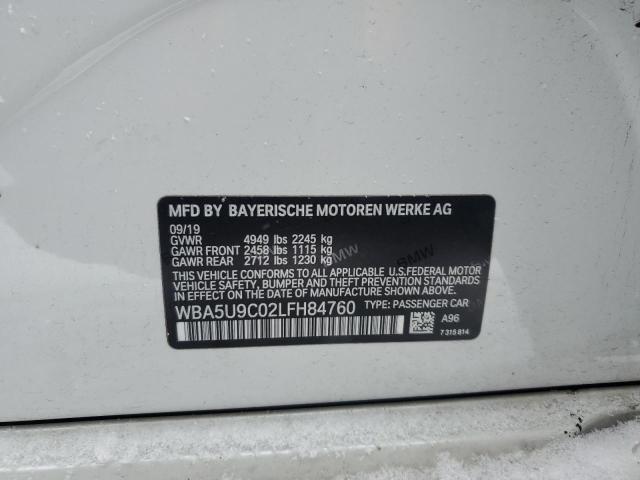 MFD BY BAYERISCHE MOTOREN WERKE AG
09/19
GVWR 4949 lbs 2245 kg
GAWR FRONT 2458 lbs 1115 kg
GAWR REAR 2712 lbs 1230 kg
THIS VEHICLE CONFORMS TO ALL APPLICABLE U.S.FEDERAL MOTOR
VEHICLE SAFETY, BUMPER, AND THEFT PREVENTION STANDARDS
IN EFFECT ON THE DATE OF MANUFACTURE SHOWN ABOVE.
WBA5U9C02LFH84760 TYPE: PASSENGER CAR
A96
7 315 814
BMW
BMW